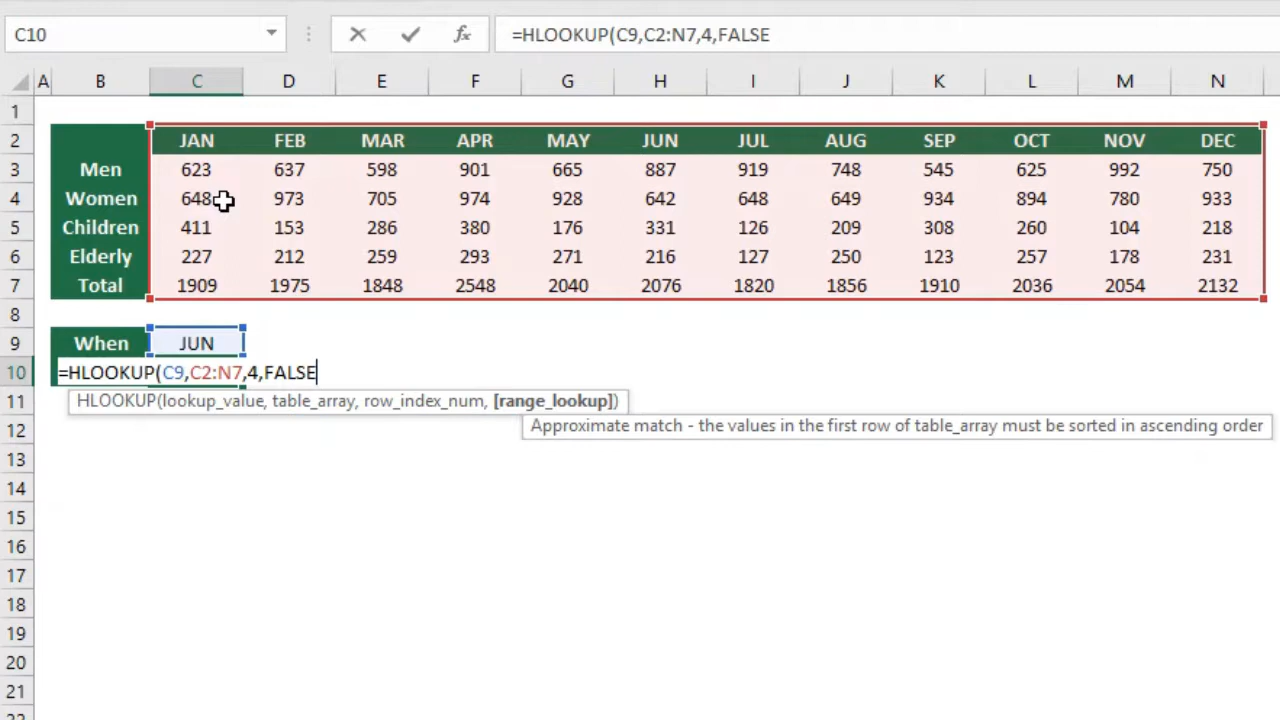 C10 fx =HLOOKUP(C9,C2:N7,4,FALSE
A B C D E F G H I J K L M N
1
2 JAN FEB MAR APR MAY JUN JUL AUG SEP OCT NOV DEC
3 Men 623 637 598 901 665 887 919 748 545 625 992 750
4 Women 648 973 705 974 928 642 648 649 934 894 780 933
5 Children 411 153 286 380 176 331 126 209 308 260 104 218
6 Elderly 227 212 259 293 271 216 127 250 123 257 178 231
7 Total 1909 1975 1848 2548 2040 2076 1820 1856 1910 2036 2054 2132
8
9 When JUN
10 =HLOOKUP(C9,C2:N7,4,FALSE
11 HLOOKUP(lookup_value, table_array, row_index_num, [range_lookup])
12 Approximate match - the values in the first row of table_array must be sorted in ascending order
13
14
15
16
17
18
19
20
21
22